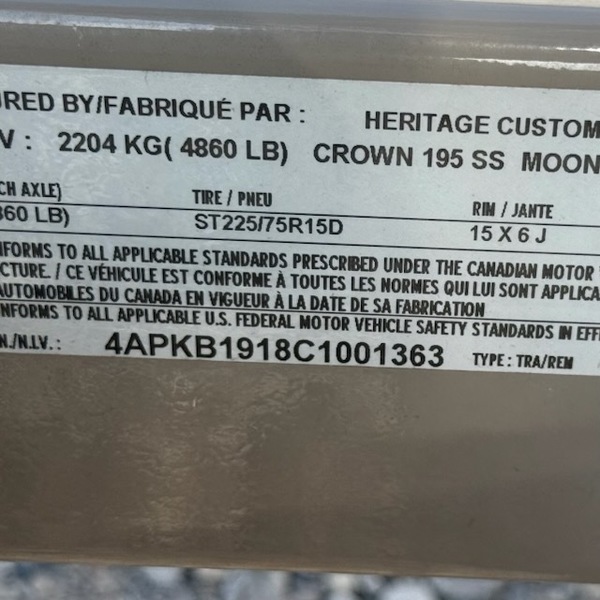 URED BY/FABRIQUÉ PAR : HERITAGE CUSTOM
V : 2204 KG( 4860 LB) CROWN 195 SS MOON
CH AXLE) TIRE / PNEU RIM / JANTE
860 LB) ST225/75R15D 15 X 6 J
NFORMS TO ALL APPLICABLE STANDARDS PRESCRIBED UNDER THE CANADIAN MOTOR
CTURE. / CE VÉHICULE EST CONFORME À TOUTES LES NORMES QUI LUI SONT APPLICA
AUTOMOBILES DU CANADA EN VIGUEUR À LA DATE DE SA FABRICATION
NFORMS TO ALL APPLICABLE U.S. FEDERAL MOTOR VEHICLE SAFETY STANDARDS IN EFF
N./N.I.V. : 4APKB1918C1001363 TYPE : TRA/REM